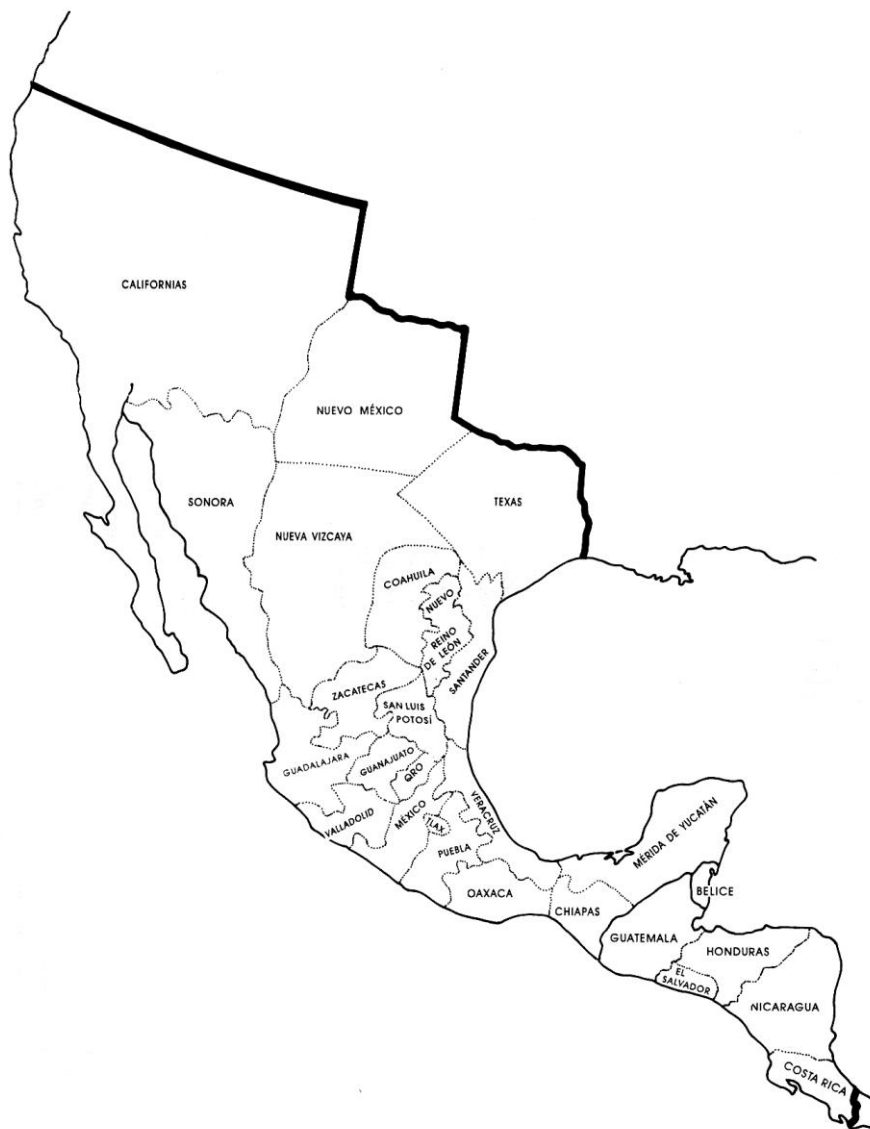 CALIFORNIAS
NUEVO MÉXICO
SONORA
TEXAS
NUEVA VIZCAYA
COAHUILA
NUEVO
REINO
DE LEÓN
SANTANDER
ZACATECAS
SAN LUIS
POTOSÍ
GUADALAJARA
GUANAJUATO
QRO
VALLADOLID
MÉXICO
TLAX
VERACRUZ
PUEBLA
OAXACA
CHIAPAS
MÉRIDA DE YUCATÁN
BELICE
GUATEMALA
HONDURAS
EL
SALVADOR
NICARAGUA
COSTA RICA